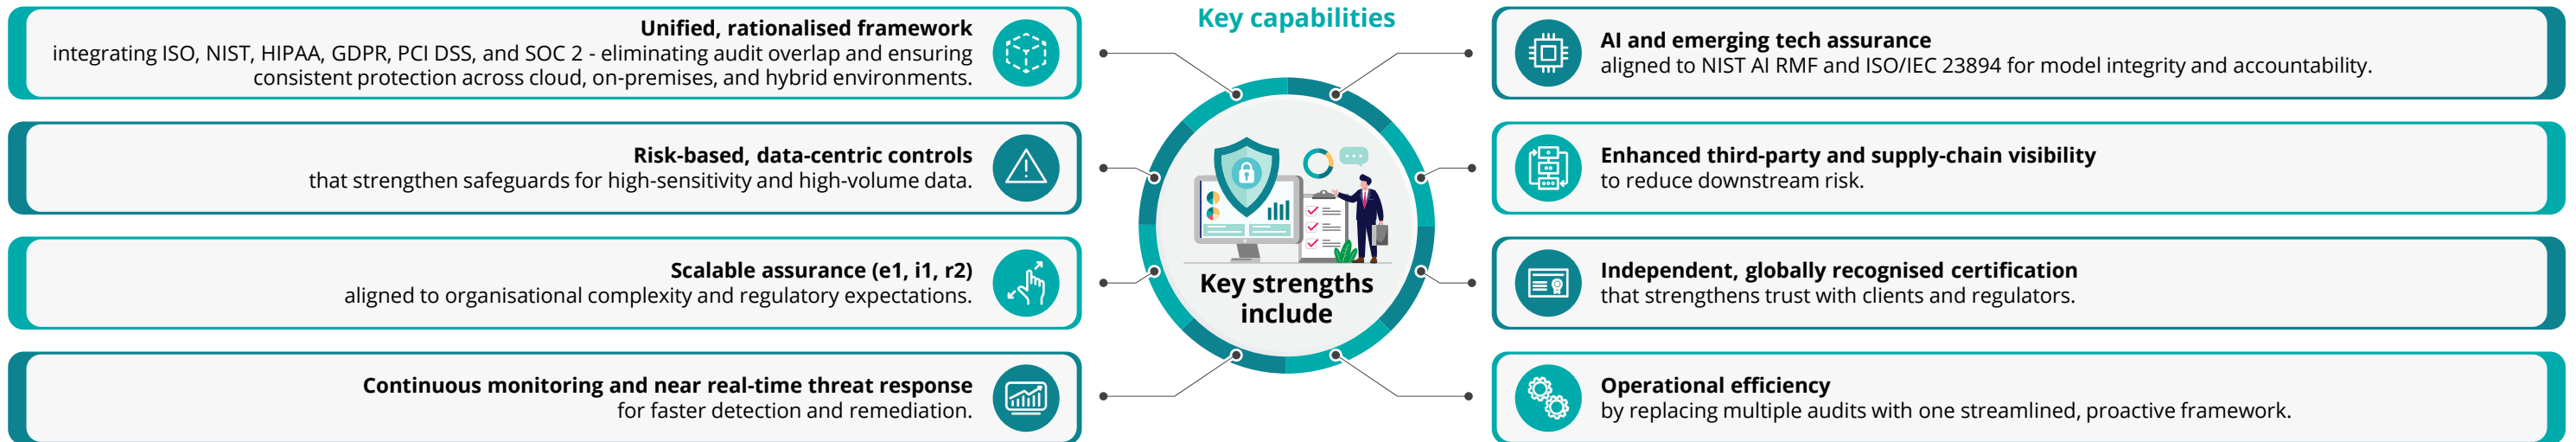 Key capabilities
Unified, rationalised framework
integrating ISO, NIST, HIPAA, GDPR, PCI DSS, and SOC 2 - eliminating audit overlap and ensuring
consistent protection across cloud, on-premises, and hybrid environments.
Risk-based, data-centric controls
that strengthen safeguards for high-sensitivity and high-volume data.
Scalable assurance (e1, i1, r2)
aligned to organisational complexity and regulatory expectations.
Continuous monitoring and near real-time threat response
for faster detection and remediation.
Key strengths
include
AI and emerging tech assurance
aligned to NIST AI RMF and ISO/IEC 23894 for model integrity and accountability.
Enhanced third-party and supply-chain visibility
to reduce downstream risk.
Independent, globally recognised certification
that strengthens trust with clients and regulators.
Operational efficiency
by replacing multiple audits with one streamlined, proactive framework.